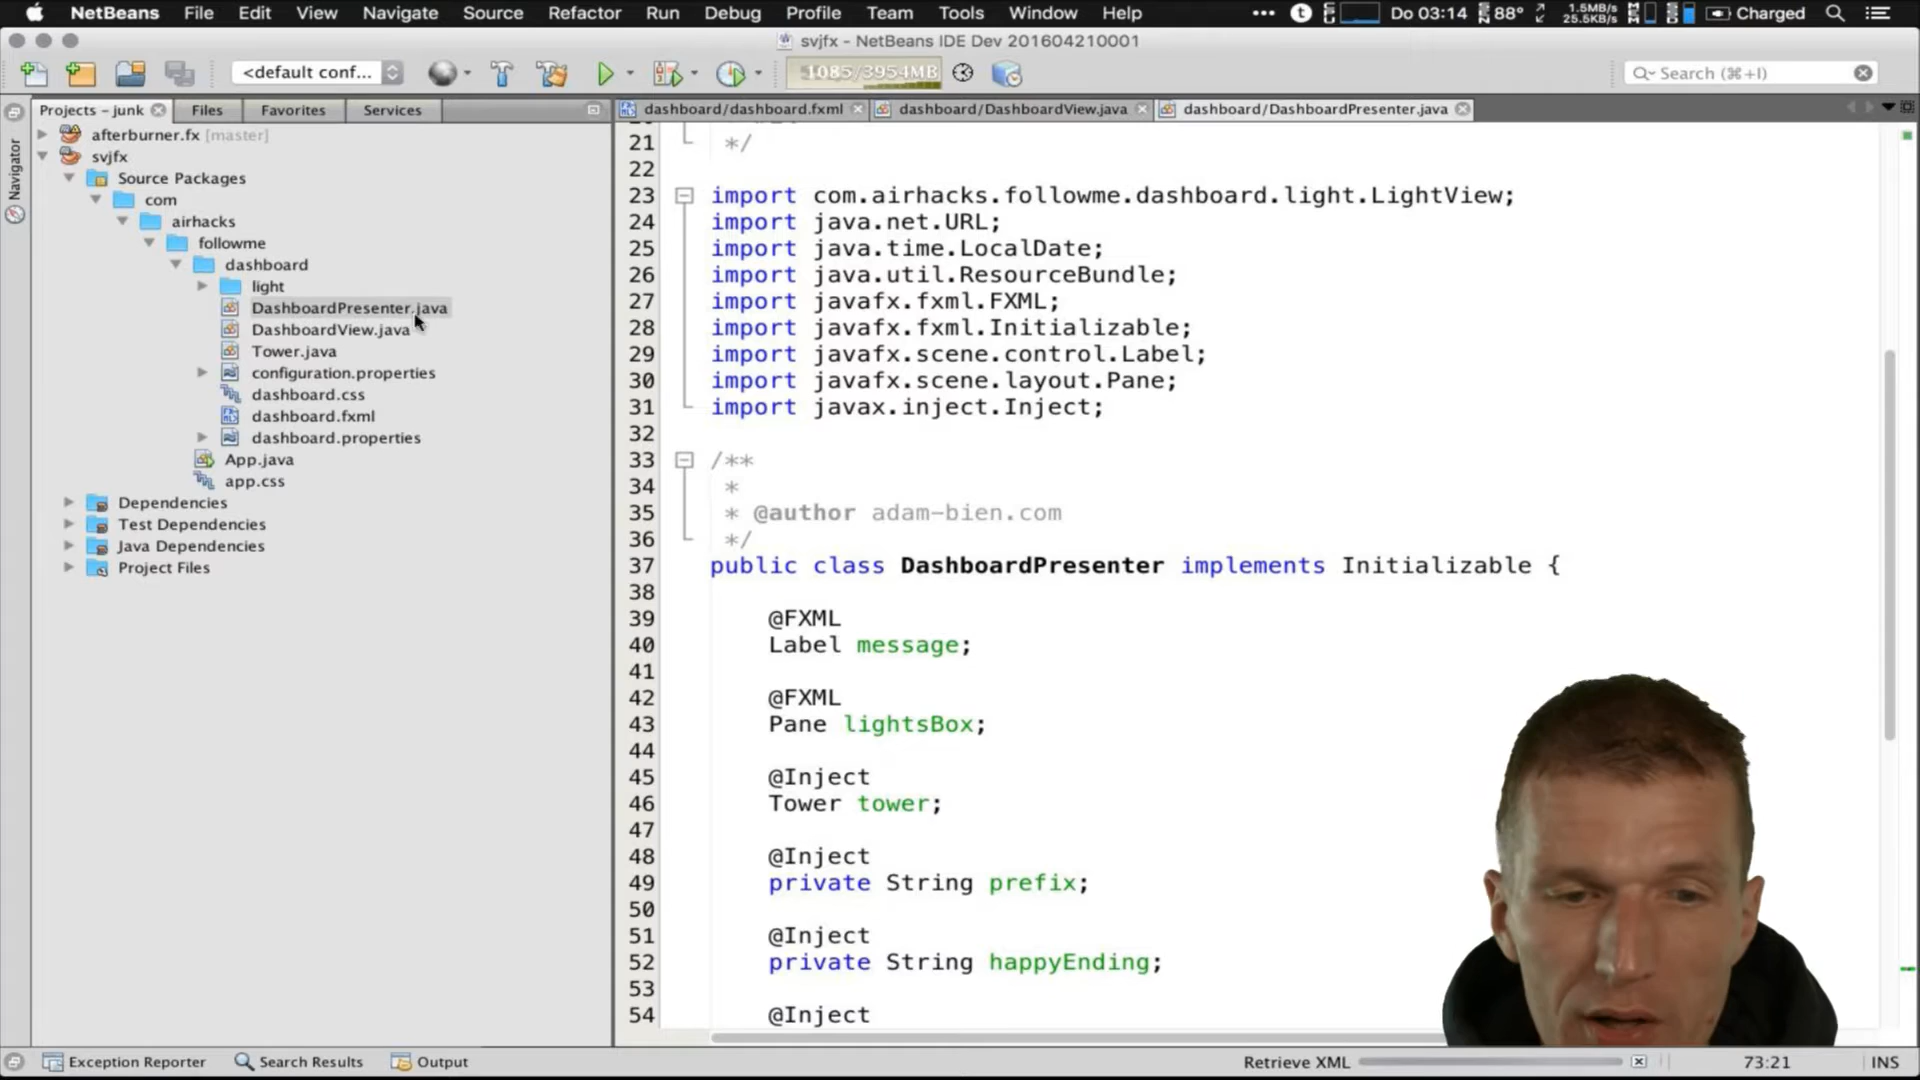 NetBeans File Edit View Navigate Source Refactor Run Debug Profile Team Tools Window Help ••• Do 03:14 88° 1.5MB/s 25.5KB/s Charged
svjfx - NetBeans IDE Dev 201604210001
<default conf... 1085/3954MB Search (⌘+I)
Projects – junk Files Favorites Services dashboard/dashboard.fxml dashboard/DashboardView.java dashboard/DashboardPresenter.java
Navigator
afterburner.fx [master]
svjfx
Source Packages
com
airhacks
followme
dashboard
light
DashboardPresenter.java
DashboardView.java
Tower.java
configuration.properties
dashboard.css
dashboard.fxml
dashboard.properties
App.java
app.css
Dependencies
Test Dependencies
Java Dependencies
Project Files
21 */
22
23 import com.airhacks.followme.dashboard.light.LightView;
24 import java.net.URL;
25 import java.time.LocalDate;
26 import java.util.ResourceBundle;
27 import javafx.fxml.FXML;
28 import javafx.fxml.Initializable;
29 import javafx.scene.control.Label;
30 import javafx.scene.layout.Pane;
31 import javax.inject.Inject;
32
33 /**
34 *
35 * @author adam-bien.com
36 */
37 public class DashboardPresenter implements Initializable {
38
39 @FXML
40 Label message;
41
42 @FXML
43 Pane lightsBox;
44
45 @Inject
46 Tower tower;
47
48 @Inject
49 private String prefix;
50
51 @Inject
52 private String happyEnding;
53
54 @Inject
Exception Reporter Search Results Output Retrieve XML 73:21 INS